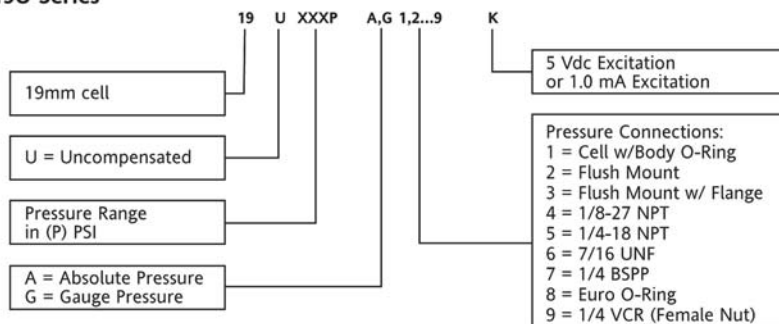 19 U XXXP A,G 1,2...9 K
19mm cell
U = Uncompensated
Pressure Range
in (P) PSI
A = Absolute Pressure
G = Gauge Pressure
5 Vdc Excitation
or 1.0 mA Excitation
Pressure Connections:
1 = Cell w/Body O-Ring
2 = Flush Mount
3 = Flush Mount w/ Flange
4 = 1/8-27 NPT
5 = 1/4-18 NPT
6 = 7/16 UNF
7 = 1/4 BSPP
8 = Euro O-Ring
9 = 1/4 VCR (Female Nut)